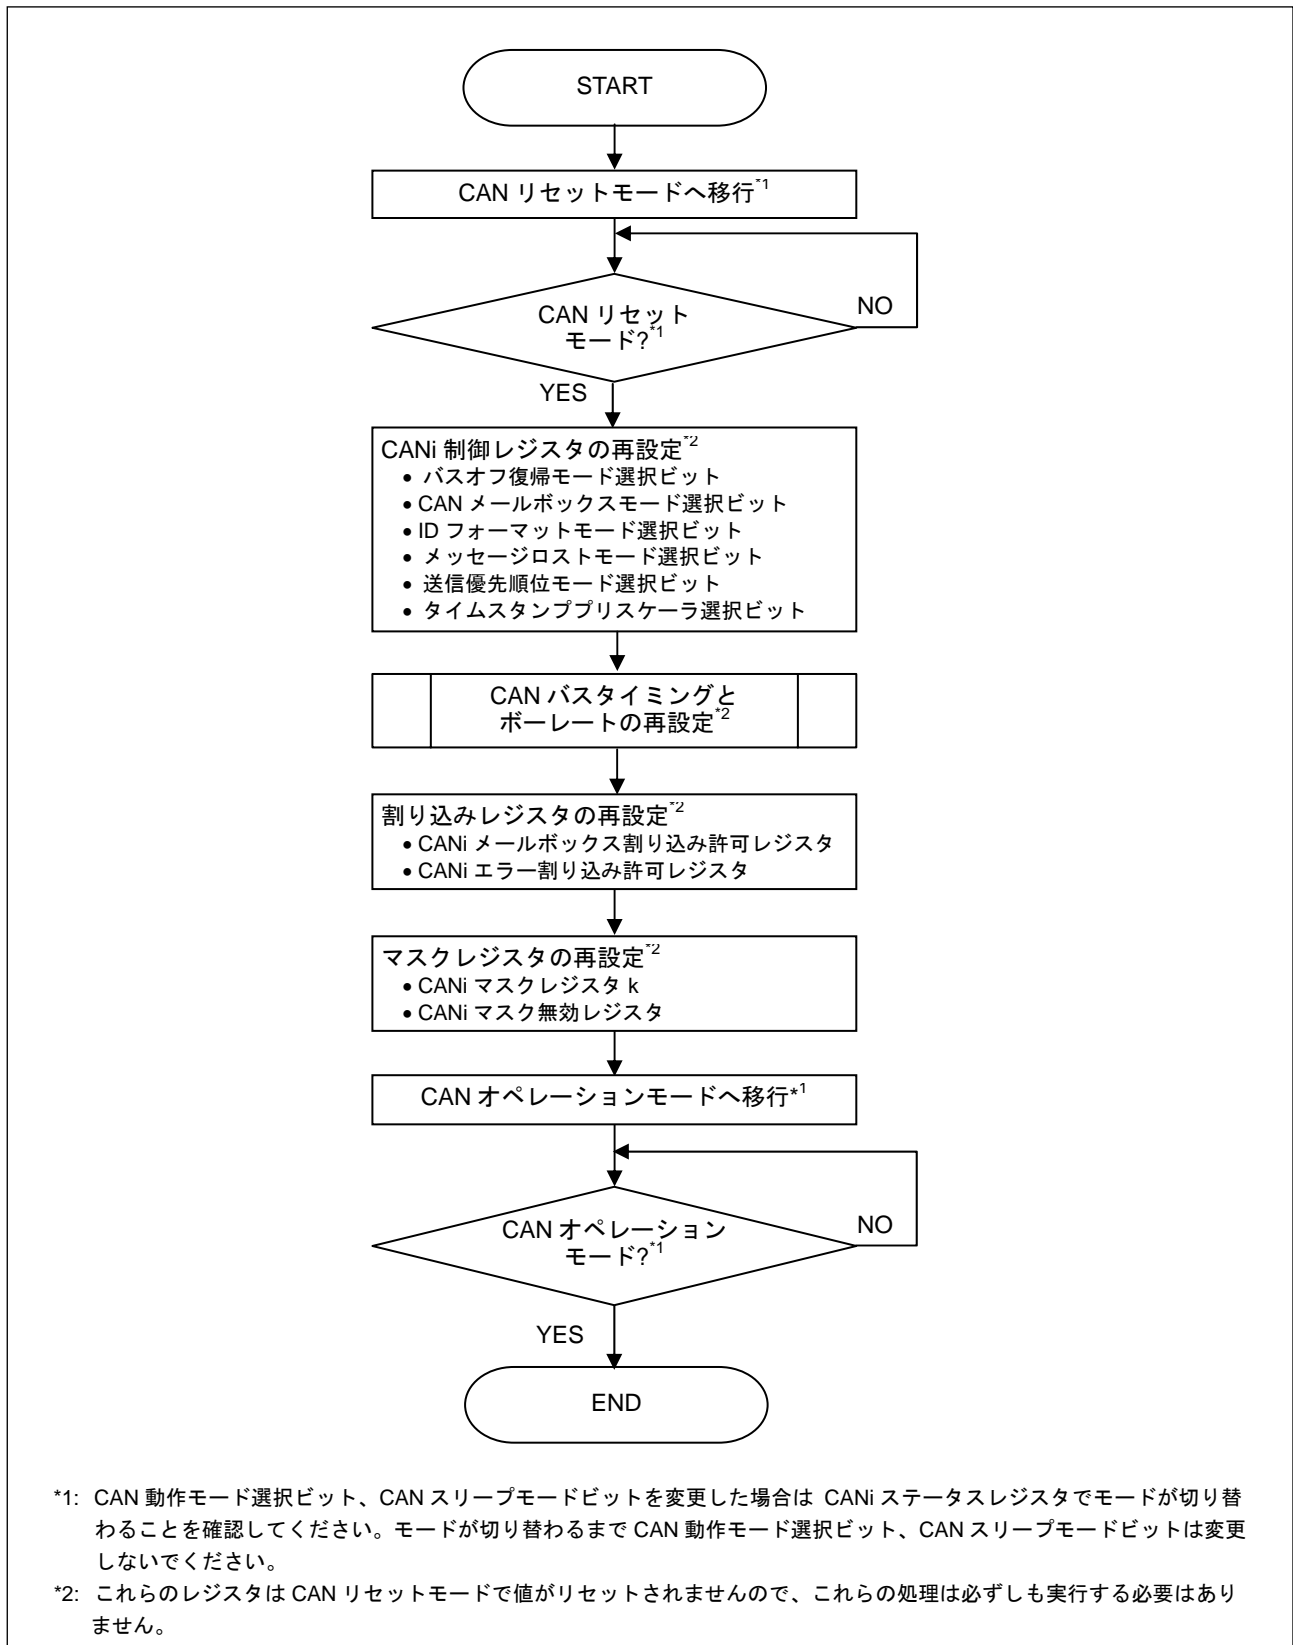 START
CAN リセットモードへ移行*1
CAN リセット
モード?*1
NO
YES
CANi 制御レジスタの再設定*2
• バスオフ復帰モード選択ビット
• CAN メールボックスモード選択ビット
• ID フォーマットモード選択ビット
• メッセージロストモード選択ビット
• 送信優先順位モード選択ビット
• タイムスタンププリスケーラ選択ビット
CAN バスタイミングと
ボーレートの再設定*2
割り込みレジスタの再設定*2
• CANi メールボックス割り込み許可レジスタ
• CANi エラー割り込み許可レジスタ
マスクレジスタの再設定*2
• CANi マスクレジスタ k
• CANi マスク無効レジスタ
CAN オペレーションモードへ移行*1
CAN オペレーション
モード?*1
NO
YES
END
*1: CAN 動作モード選択ビット、CAN スリープモードビットを変更した場合は CANi ステータスレジスタでモードが切り替
わることを確認してください。モードが切り替わるまで CAN 動作モード選択ビット、CAN スリープモードビットは変更
しないでください。
*2: これらのレジスタは CAN リセットモードで値がリセットされませんので、これらの処理は必ずしも実行する必要はあり
ません。